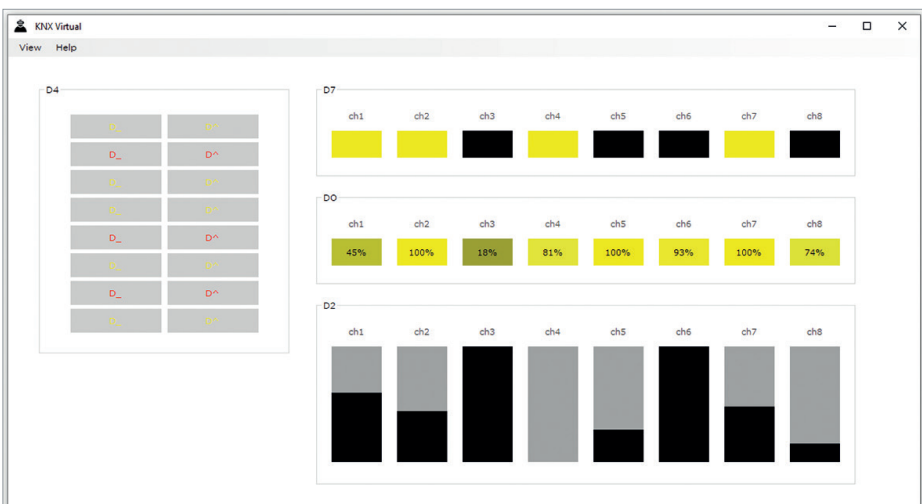 KNX Virtual
View Help
D4
D_ D^
D_ D^
D_ D^
D_ D^
D_ D^
D_ D^
D_ D^
D_ D^
D7
ch1 ch2 ch3 ch4 ch5 ch6 ch7 ch8
D0
ch1 ch2 ch3 ch4 ch5 ch6 ch7 ch8
45% 100% 18% 81% 100% 93% 100% 74%
D2
ch1 ch2 ch3 ch4 ch5 ch6 ch7 ch8